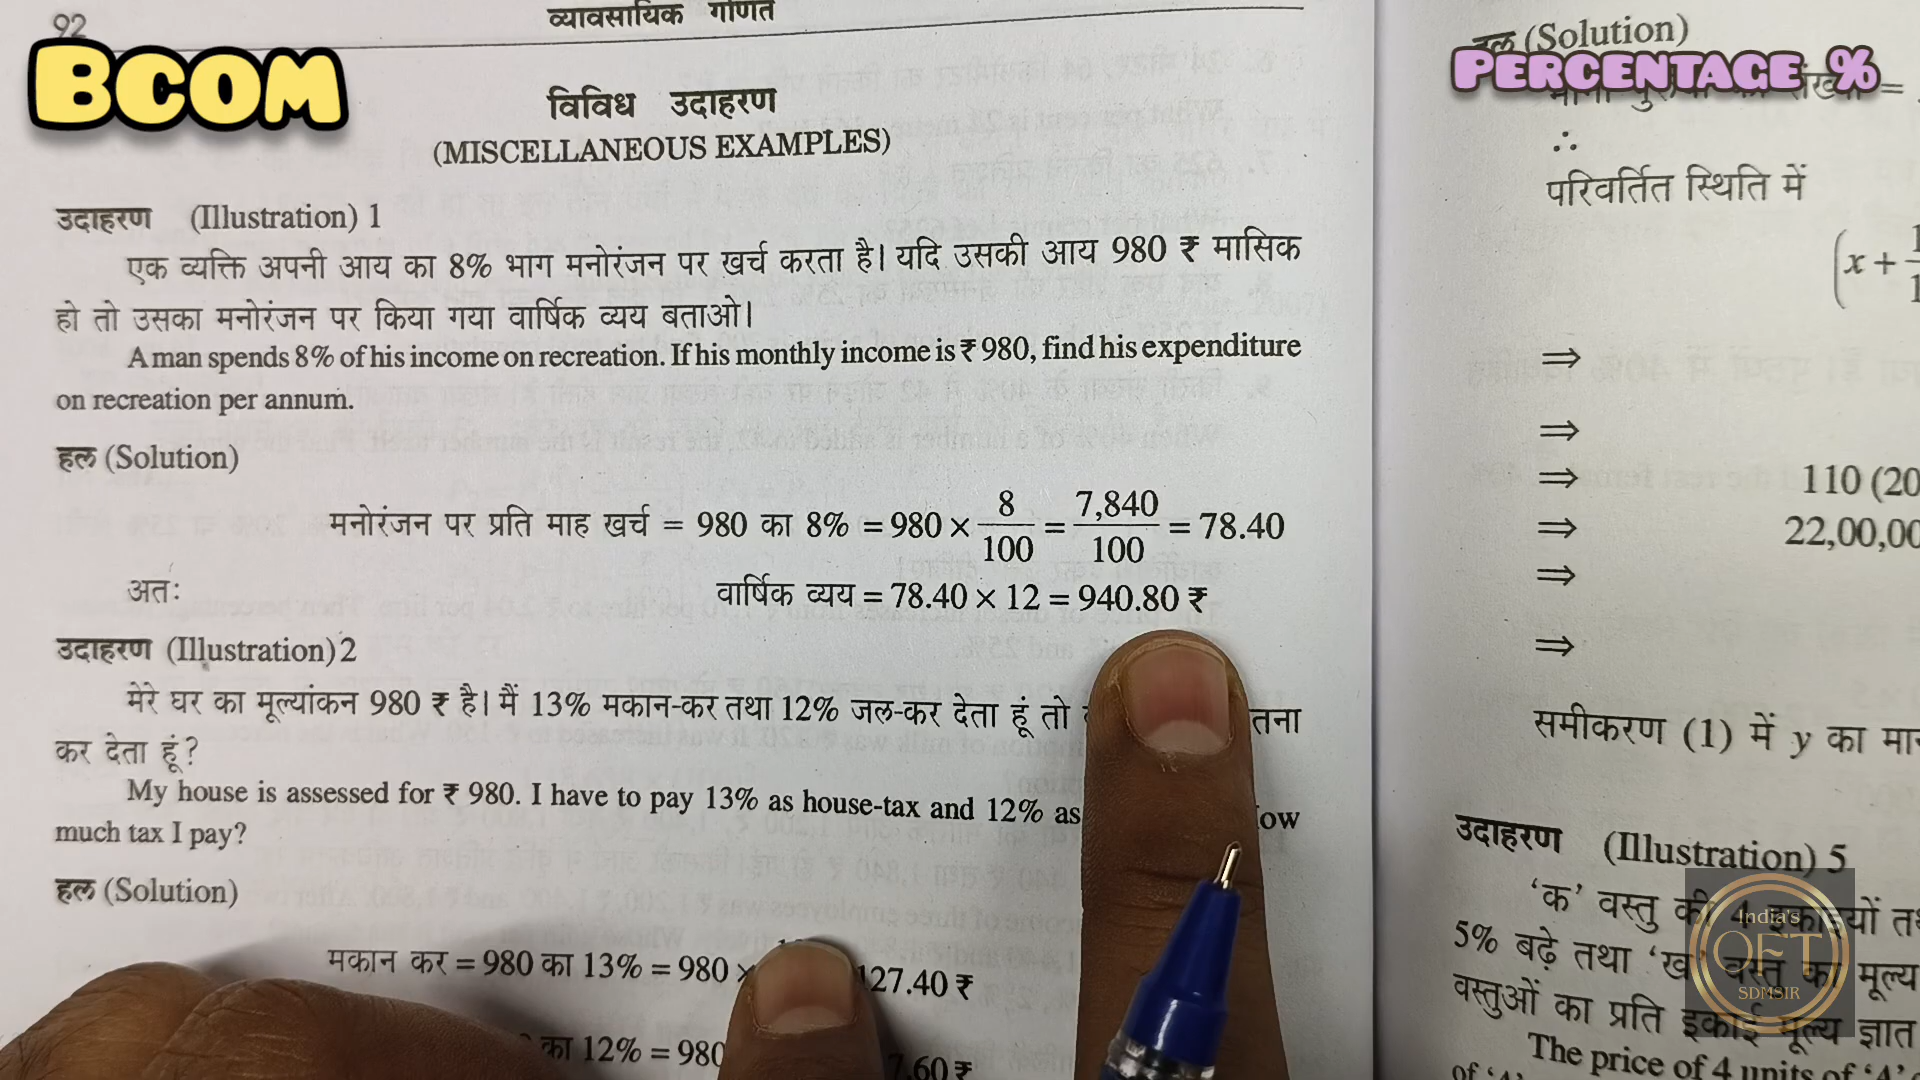 92
व्यावसायिक गणित
BCOM
विविध उदाहरण
(MISCELLANEOUS EXAMPLES)
उदाहरण (Illustration) 1
एक व्यक्ति अपनी आय का 8% भाग मनोरंजन पर खर्च करता है। यदि उसकी आय 980 ₹ मासिक
हो तो उसका मनोरंजन पर किया गया वार्षिक व्यय बताओ।
A man spends 8% of his income on recreation. If his monthly income is ₹ 980, find his expenditure
on recreation per annum.
हल (Solution)
मनोरंजन पर प्रति माह खर्च = 980 का 8% = 980 × 8/100 = 7,840/100 = 78.40
अतः वार्षिक व्यय = 78.40 × 12 = 940.80 ₹
उदाहरण (Illustration) 2
मेरे घर का मूल्यांकन 980 ₹ है। मैं 13% मकान-कर तथा 12% जल-कर देता हूं तो
कर देता हूं?
My house is assessed for ₹ 980. I have to pay 13% as house-tax and 12% as
much tax I pay?
हल (Solution)
मकान कर = 980 का 13% = 980 × 127.40 ₹
का 12% = 980 7.60 ₹
हल (Solution)
PERCENTAGE %
∴
परिवर्तित स्थिति में
(x +
⇒
⇒
⇒ 110 (20
⇒ 22,00,00
⇒
⇒
समीकरण (1) में y का
उदाहरण (Illustration) 5
'क' वस्तु की 4 इकाइयों
5% बढ़े तथा 'ख' वस्तु का मूल्य
वस्तुओं का प्रति इकाई मूल्य ज्ञात
The price of 4 units of 'A'
of 'A'
India's
QFT
SDMSIR